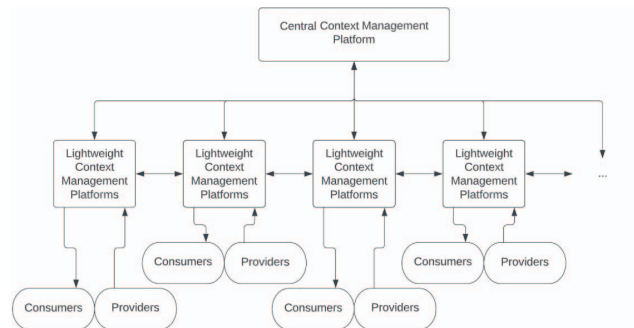 Central Context Management
Platform
Lightweight
Context
Management
Platforms
Lightweight
Context
Management
Platforms
Lightweight
Context
Management
Platforms
Lightweight
Context
Management
Platforms
...
Consumers
Providers
Consumers
Providers
Consumers
Providers
Consumers
Providers